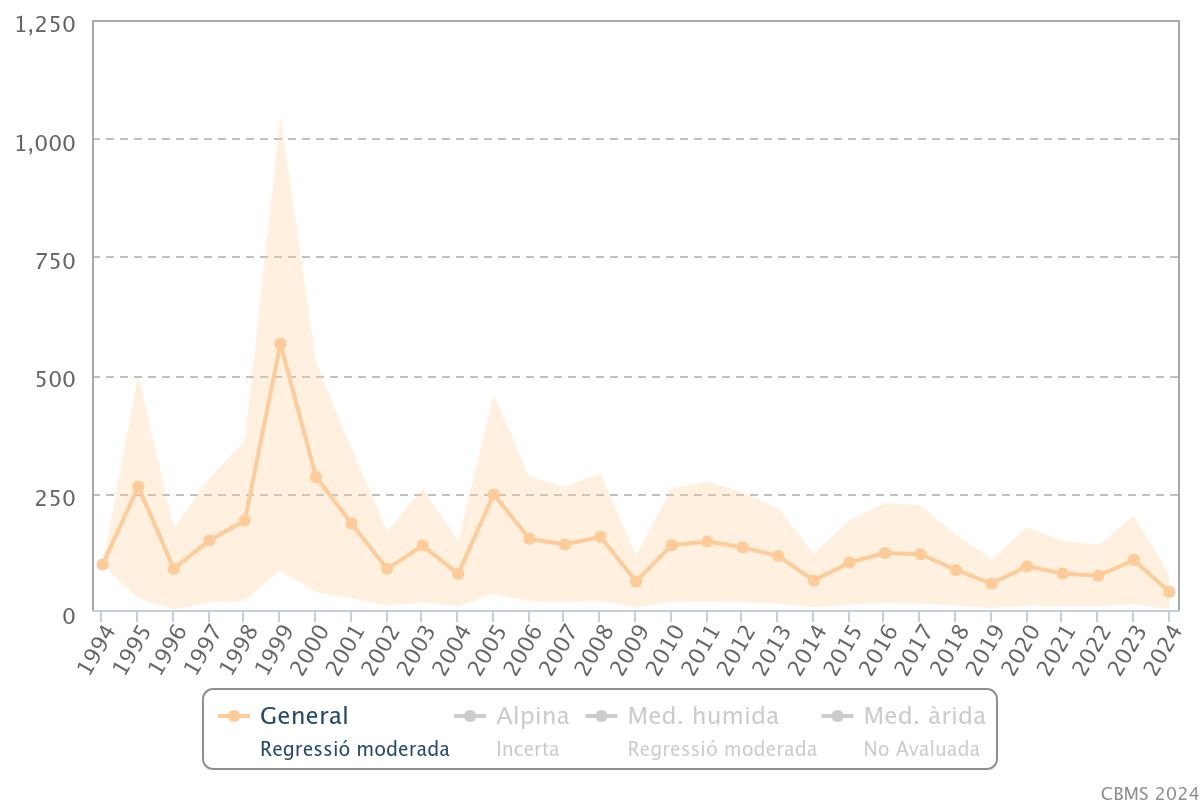 1,250
1,000
750
500
250
0
1994 1995 1996 1997 1998 1999 2000 2001 2002 2003 2004 2005 2006 2007 2008 2009 2010 2011 2012 2013 2014 2015 2016 2017 2018 2019 2020 2021 2022 2023 2024
General Alpina Med. humida Med. àrida
Regressió moderada Incerta Regressió moderada No Avaluada
CBMS 2024